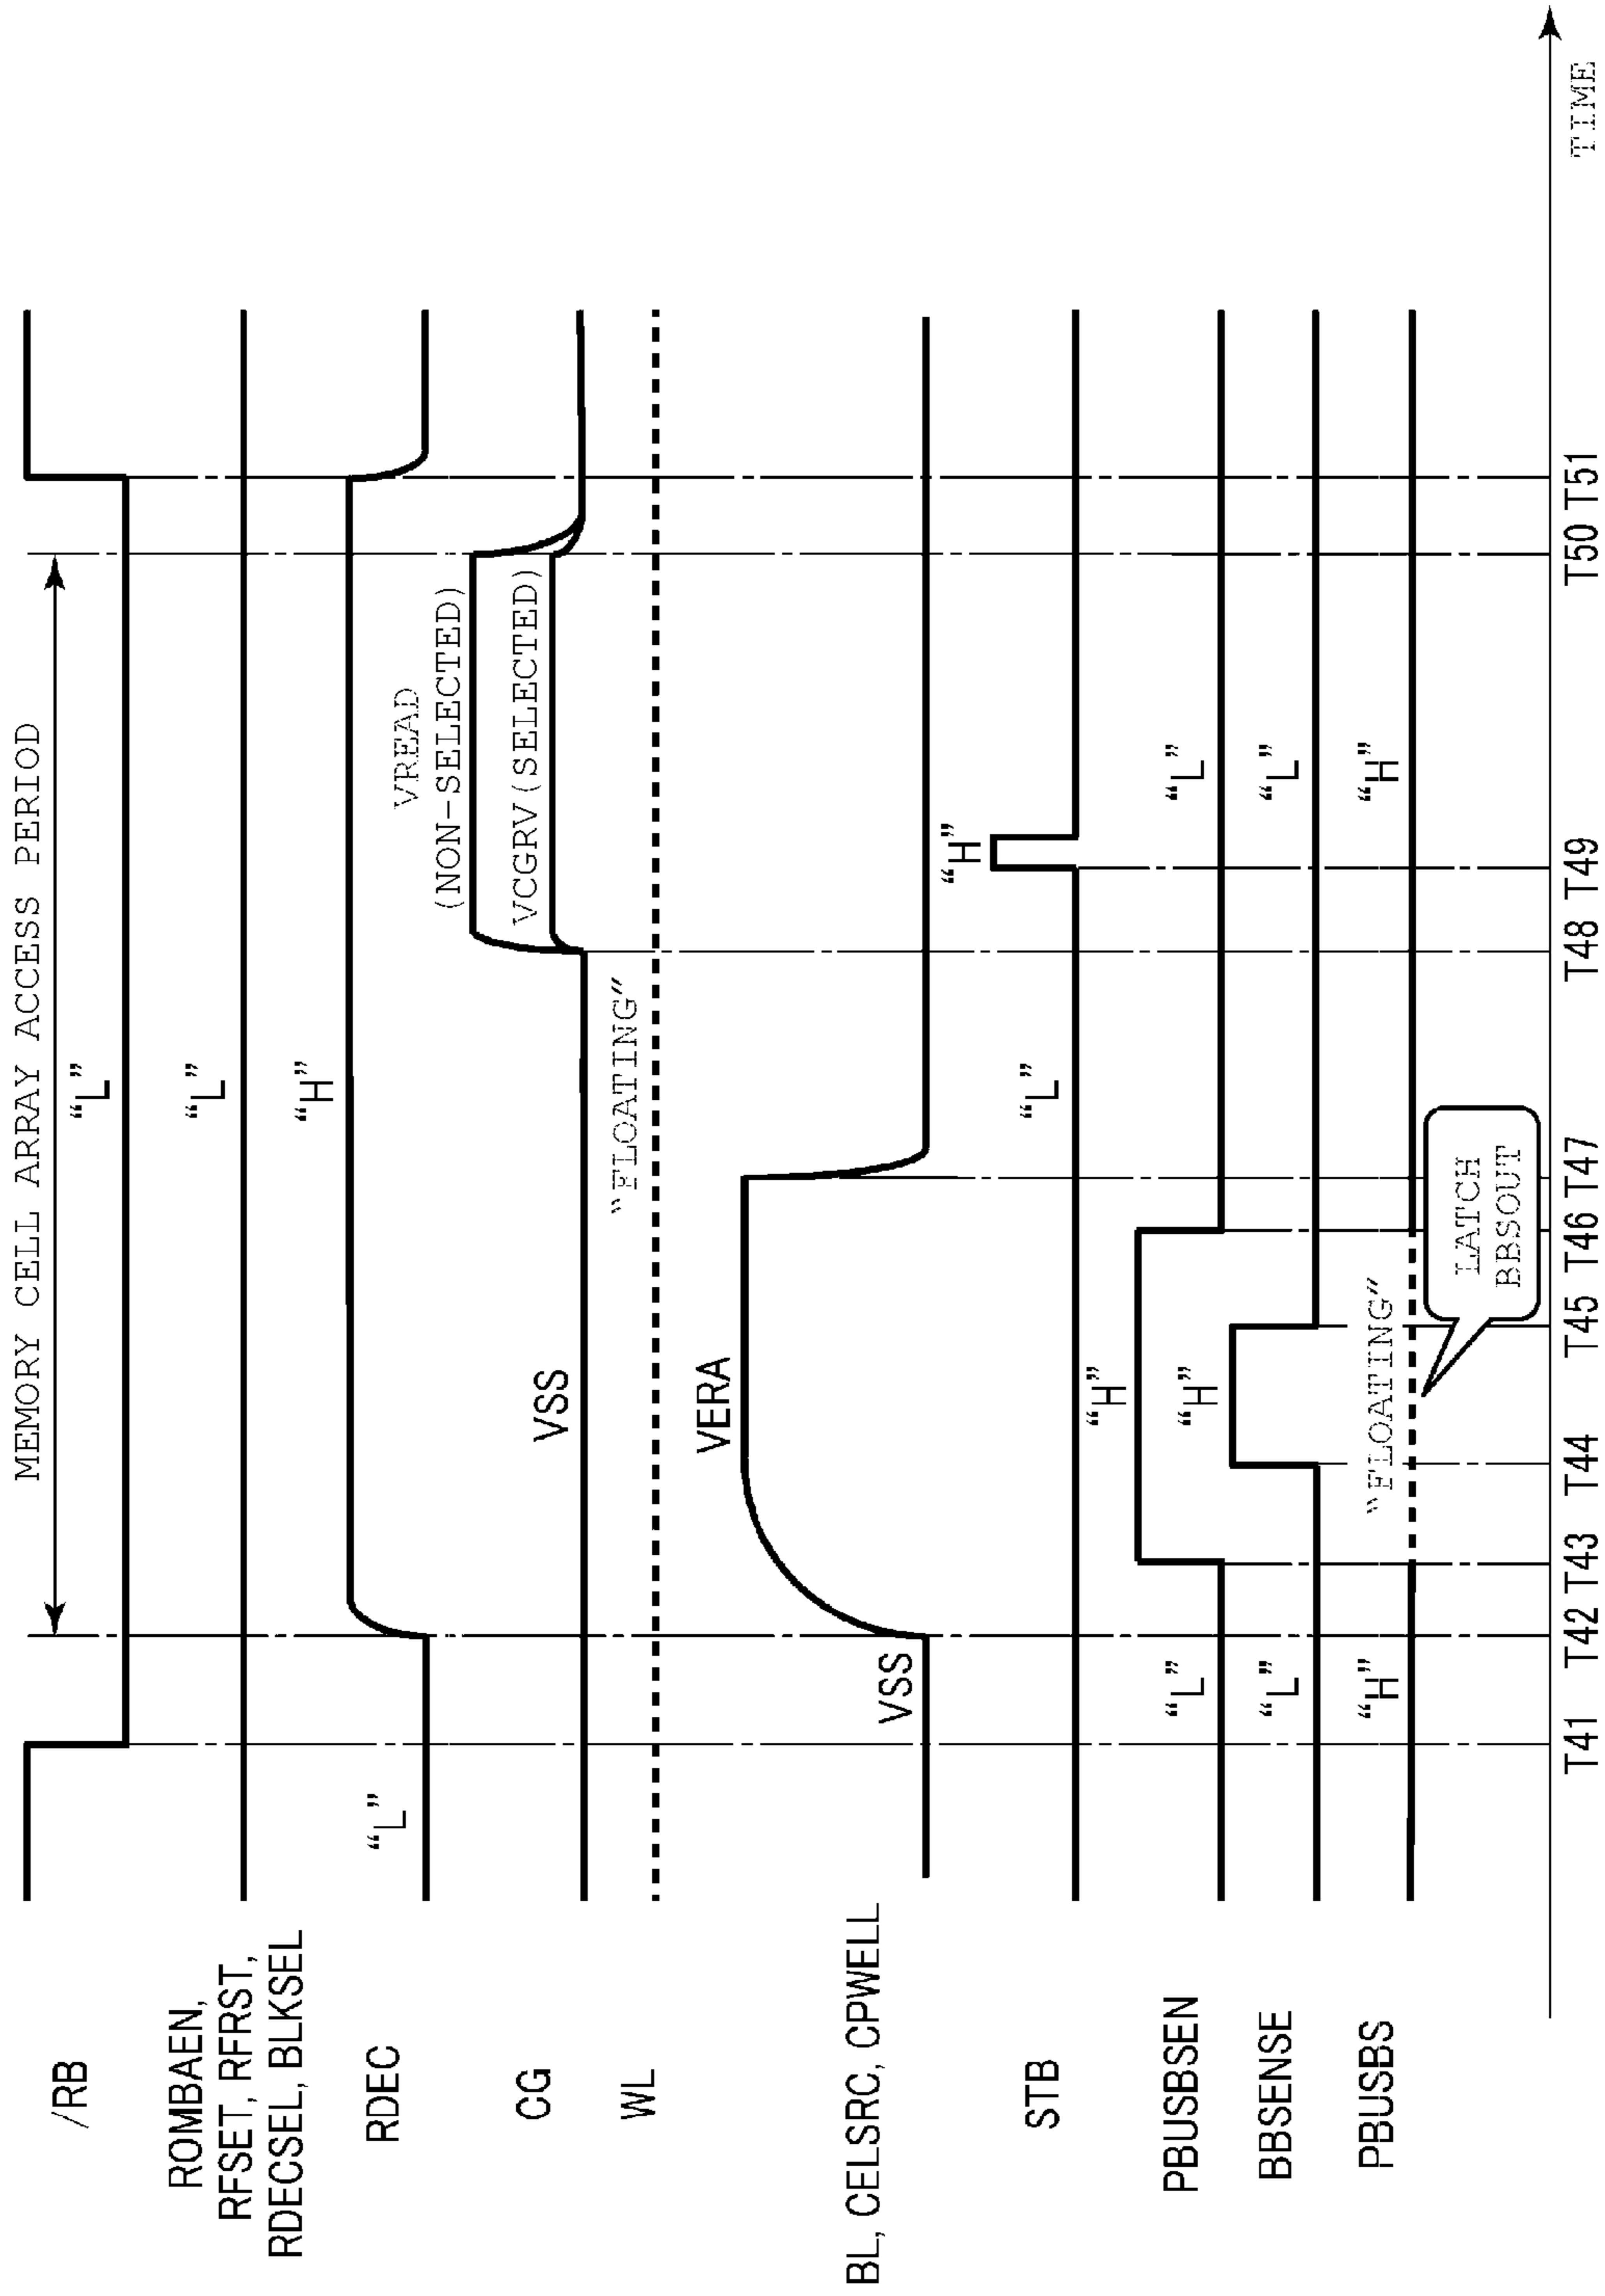 MEMORY CELL ARRAY ACCESS PERIOD
/RB
“L”
ROMBAEN,
RFSET, RFRST,
RDECSEL, BLKSEL
“L”
RDEC
“L”
“H”
CG
VSS
VREAD
(NON-SELECTED)
VCGRV (SELECTED)
WL
“FLOATING”
BL, CELSRC, CPWELL
VSS
VERA
STB
“L”
“H”
PBUSBSEN
“L”
“H”
“L”
BBSENSE
“L”
“H”
“L”
PBUSBS
“H”
“FLOATING”
“H”
LATCH
BBSOUT
T41 T42 T43 T44 T45 T46 T47 T48 T49 T50 T51
TIME